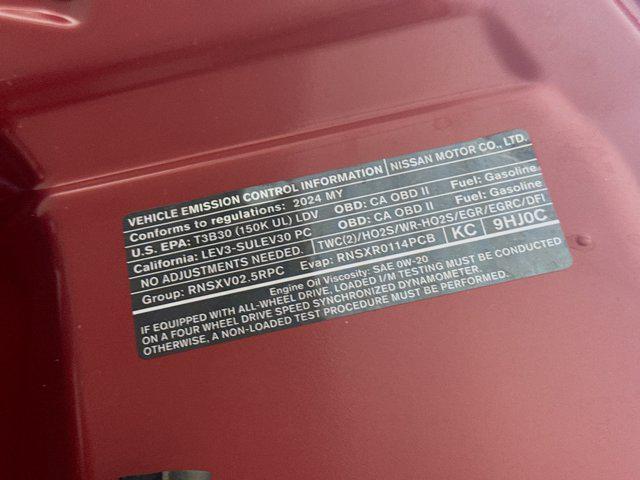 VEHICLE EMISSION CONTROL INFORMATION NISSAN MOTOR CO., LTD.
Conforms to regulations: 2024 MY
U.S. EPA: T3B30 (150K UL) LDV OBD: CA OBD II Fuel: Gasoline
California: LEV3-SULEV30 PC OBD: CA OBD II Fuel: Gasoline
NO ADJUSTMENTS NEEDED. TWC(2)/HO2S/WR-HO2S/EGR/EGRC/DFI
Group: RNSXV02.5RPC Evap: RNSXR0114PCB KC 9HJ0C
Engine Oil Viscosity: SAE 0W-20
IF EQUIPPED WITH ALL-WHEEL DRIVE, LOADED I/M TESTING MUST BE CONDUCTED
ON A FOUR WHEEL DRIVE SPEED SYNCHRONIZED DYNAMOMETER.
OTHERWISE, A NON-LOADED TEST PROCEDURE MUST BE PERFORMED.